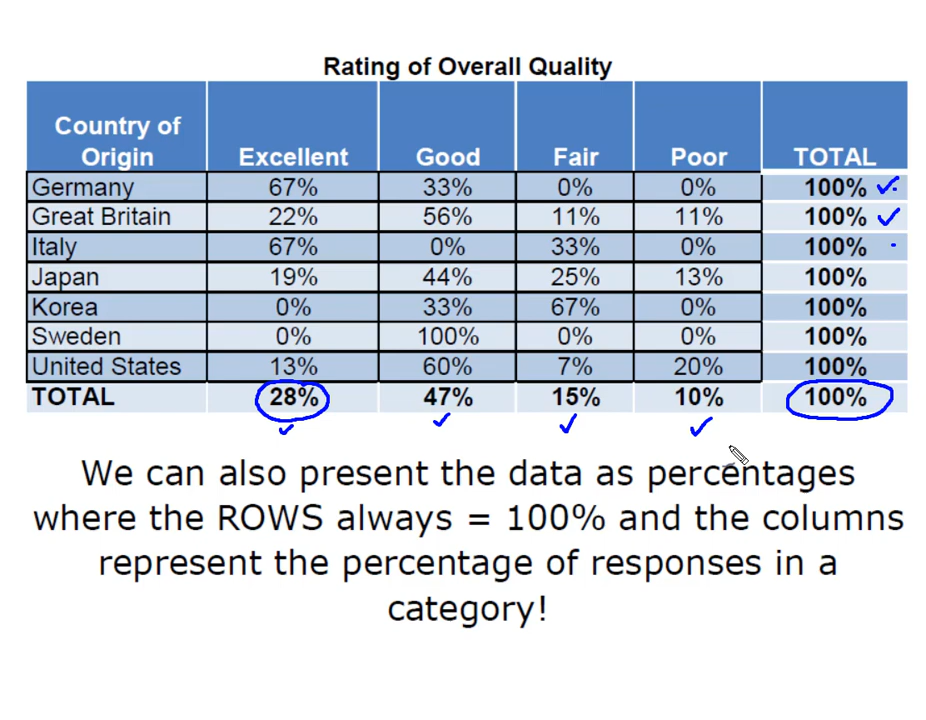 Rating of Overall Quality
Country of Origin Excellent Good Fair Poor TOTAL
Germany 67% 33% 0% 0% 100%
Great Britain 22% 56% 11% 11% 100%
Italy 67% 0% 33% 0% 100%
Japan 19% 44% 25% 13% 100%
Korea 0% 33% 67% 0% 100%
Sweden 0% 100% 0% 0% 100%
United States 13% 60% 7% 20% 100%
TOTAL 28% 47% 15% 10% 100%
We can also present the data as percentages
where the ROWS always = 100% and the columns
represent the percentage of responses in a
category!